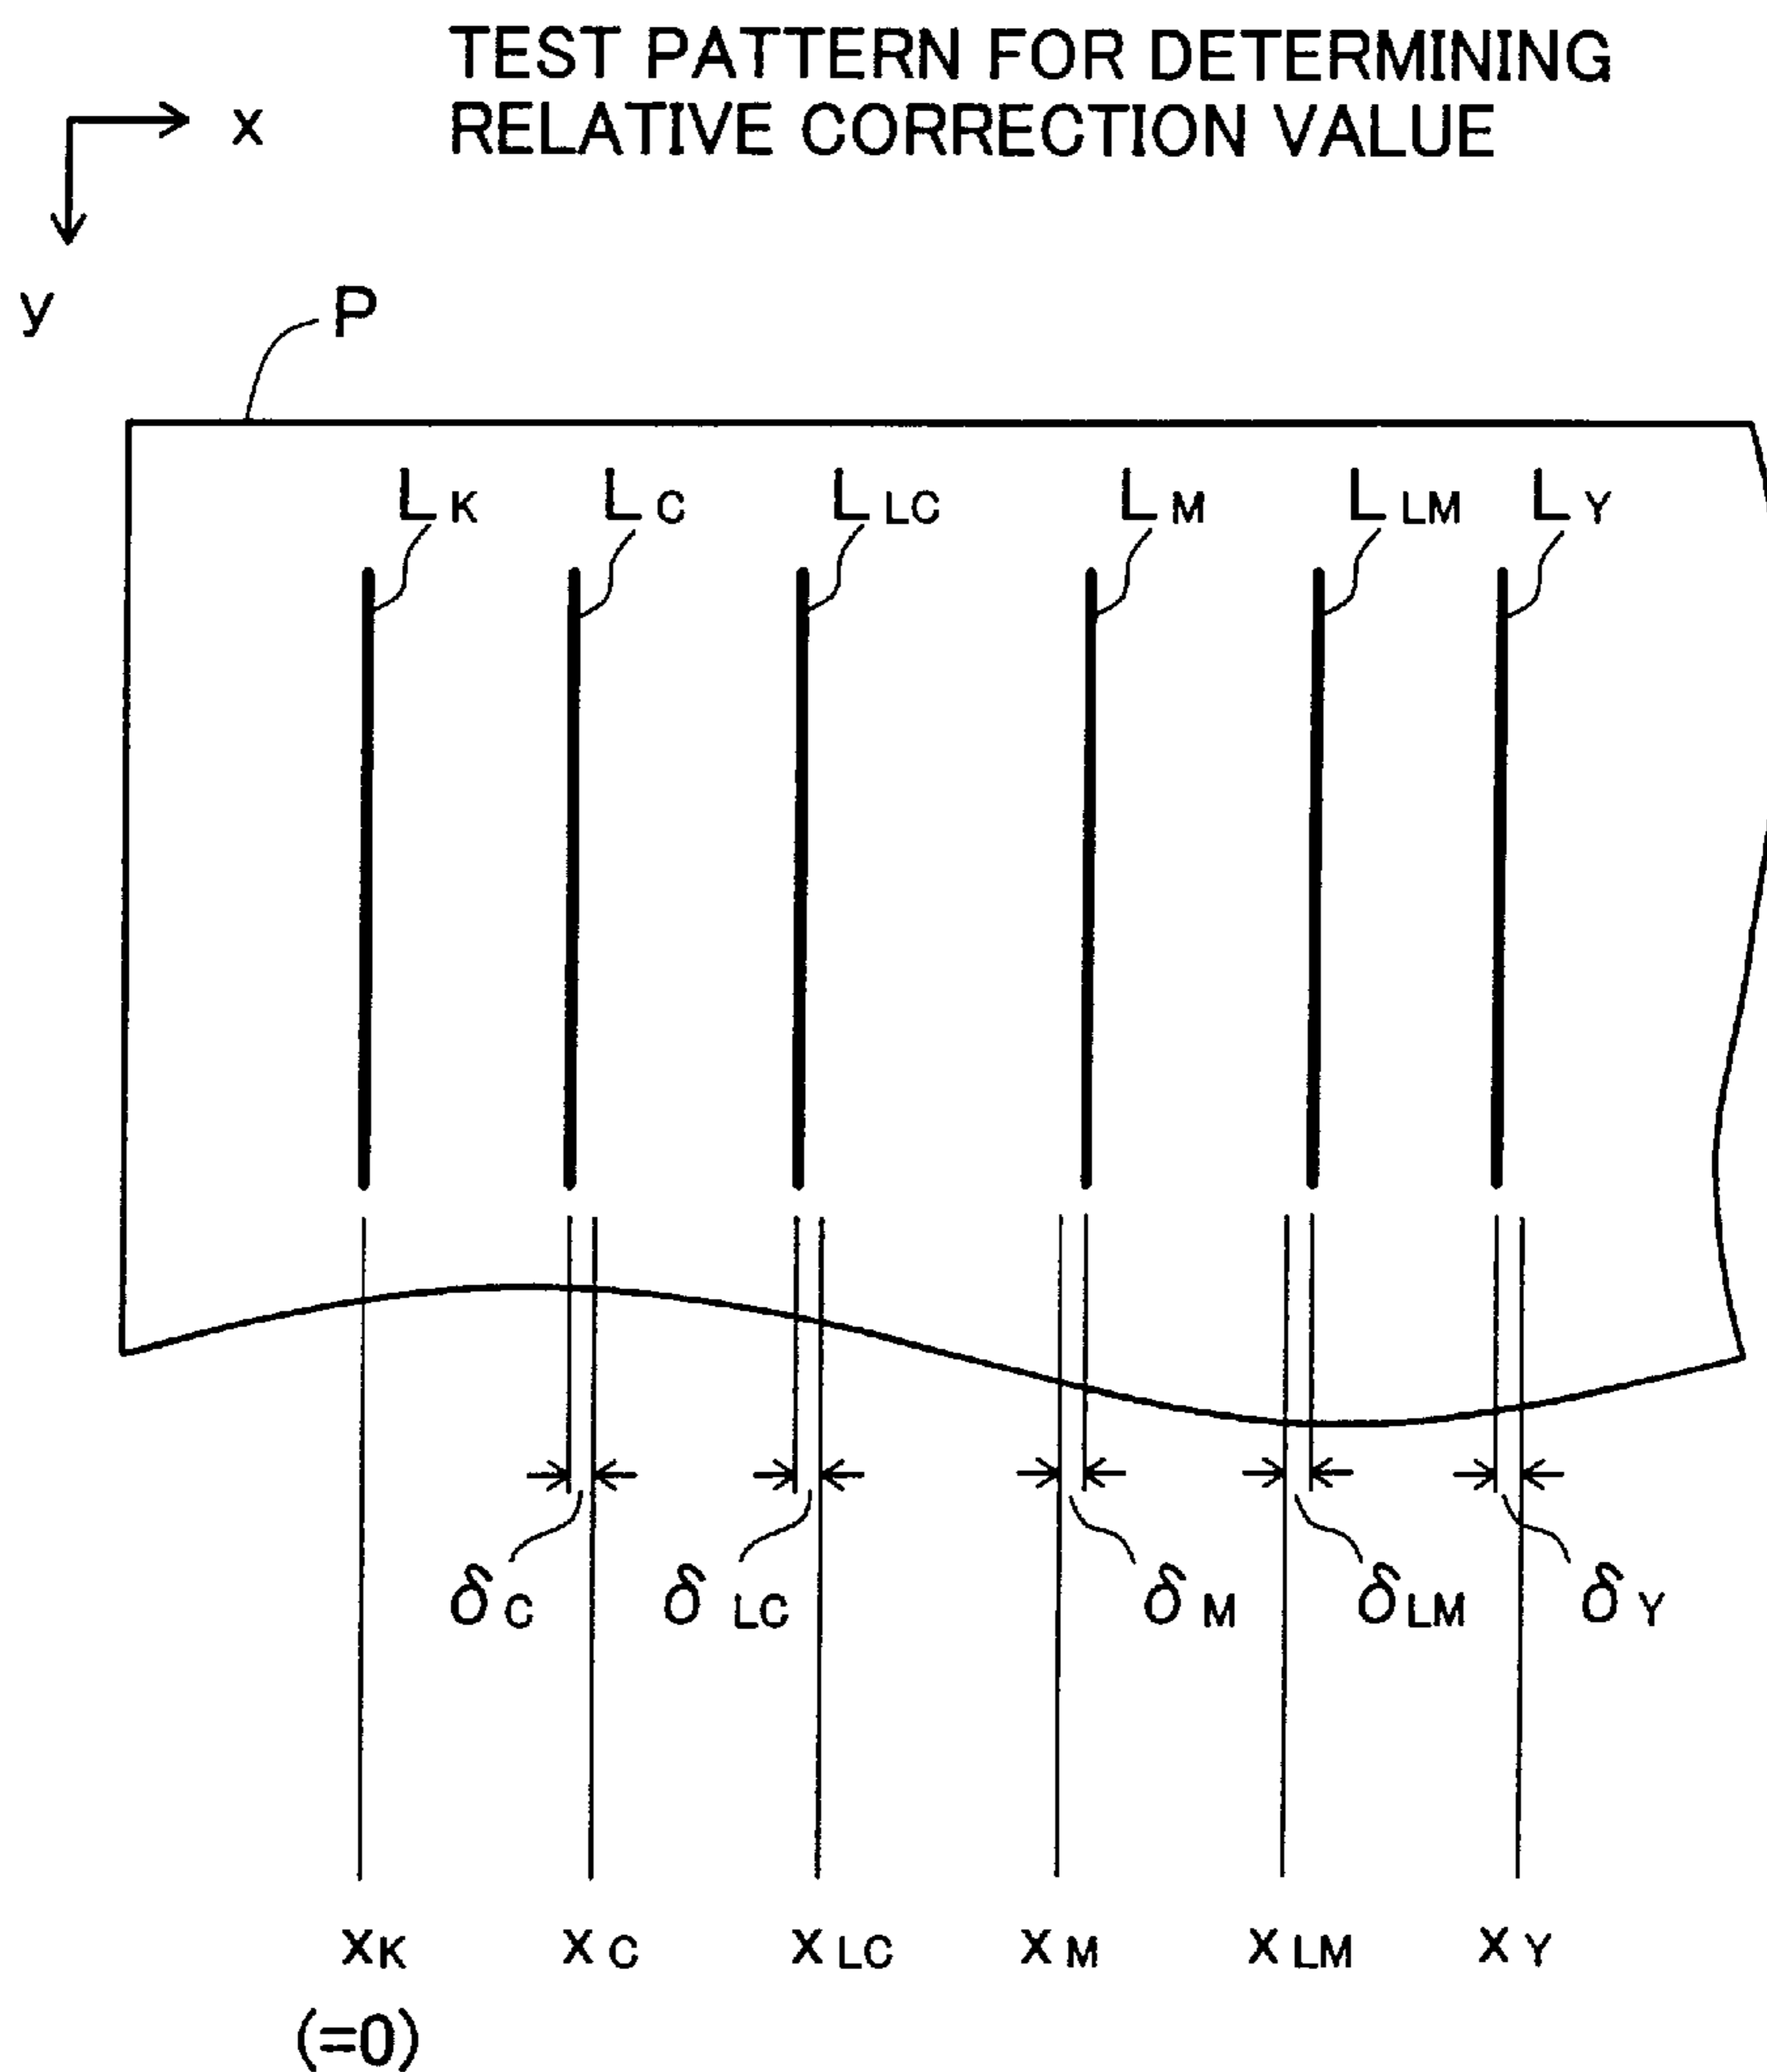 TEST PATTERN FOR DETERMINING
RELATIVE CORRECTION VALUE
x
y
P
LK LC LLC LM LLM LY
δC δLC δM δLM δY
xK xC xLC xM xLM xY
(=0)